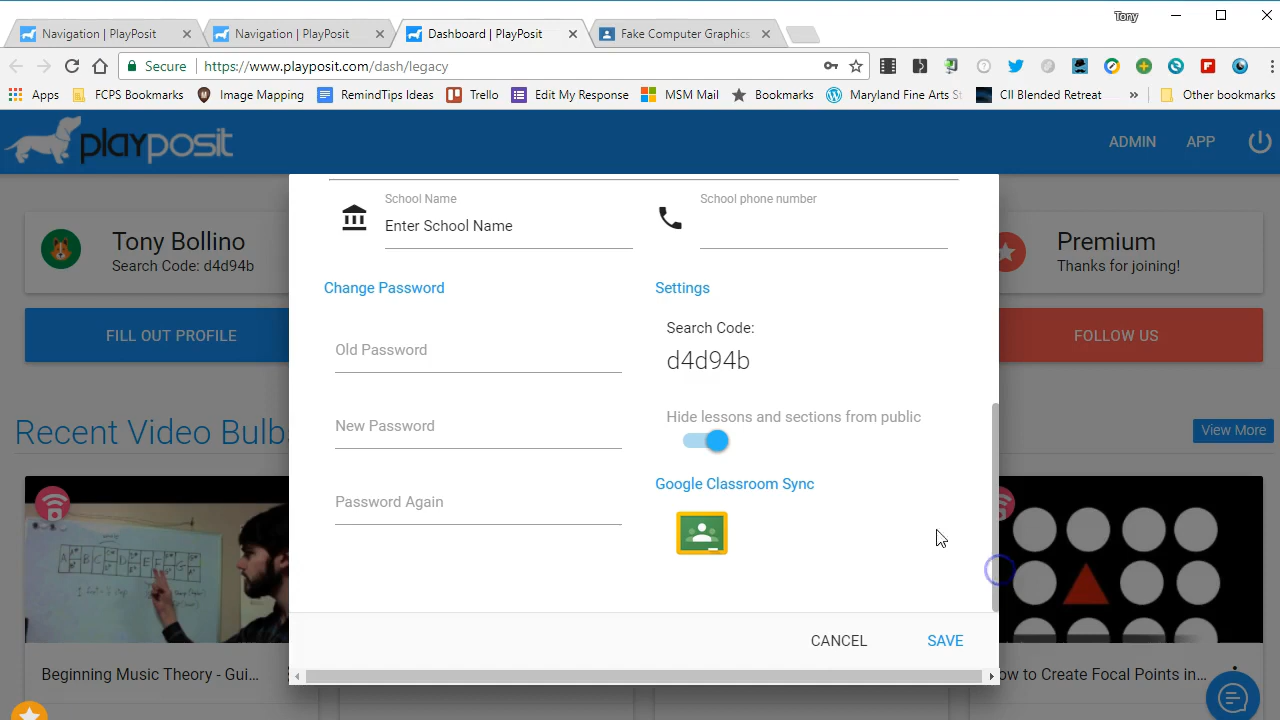 Tony
Navigation | PlayPosit
Navigation | PlayPosit
Dashboard | PlayPosit
Fake Computer Graphics
Secure
https://www.playposit.com/dash/legacy
Apps
FCPS Bookmarks
Image Mapping
RemindTips Ideas
Trello
Edit My Response
MSM Mail
Bookmarks
Maryland Fine Arts St
CII Blended Retreat
»
Other bookmarks
playposit
ADMIN
APP
Tony Bollino
Search Code: d4d94b
Premium
Thanks for joining!
FILL OUT PROFILE
FOLLOW US
Recent Video Bulb
View More
School Name
Enter School Name
School phone number
Change Password
Settings
Old Password
Search Code:
d4d94b
New Password
Hide lessons and sections from public
Password Again
Google Classroom Sync
CANCEL
SAVE
Beginning Music Theory - Gui...
ow to Create Focal Points in...